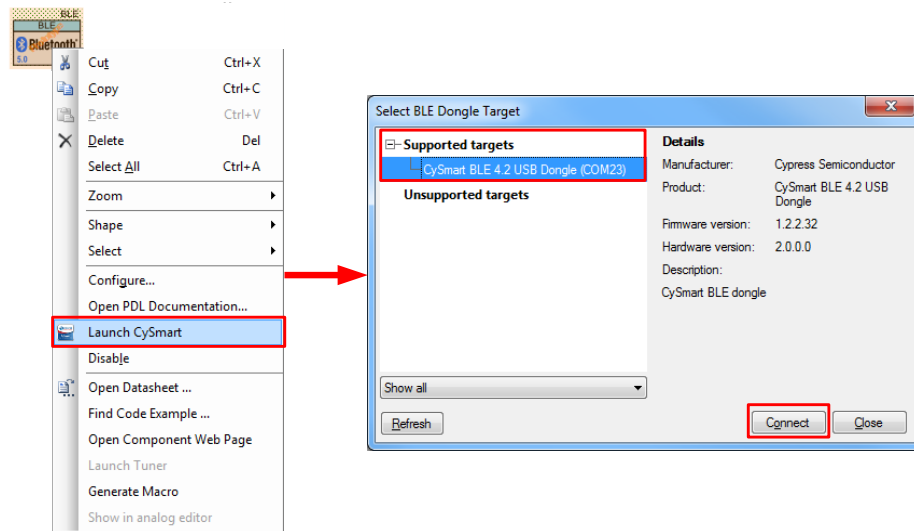 BLE
BLE
Bluetooth
5.0
Cut Ctrl+X
Copy Ctrl+C
Paste Ctrl+V
Delete Del
Select All Ctrl+A
Zoom
Shape
Select
Configure...
Open PDL Documentation...
Launch CySmart
Disable
Open Datasheet ...
Find Code Example ...
Open Component Web Page
Launch Tuner
Generate Macro
Show in analog editor
Select BLE Dongle Target
Supported targets
CySmart BLE 4.2 USB Dongle (COM23)
Unsupported targets
Show all
Refresh
Details
Manufacturer: Cypress Semiconductor
Product: CySmart BLE 4.2 USB
Dongle
Firmware version: 1.2.2.32
Hardware version: 2.0.0.0
Description:
CySmart BLE dongle
Connect
Close